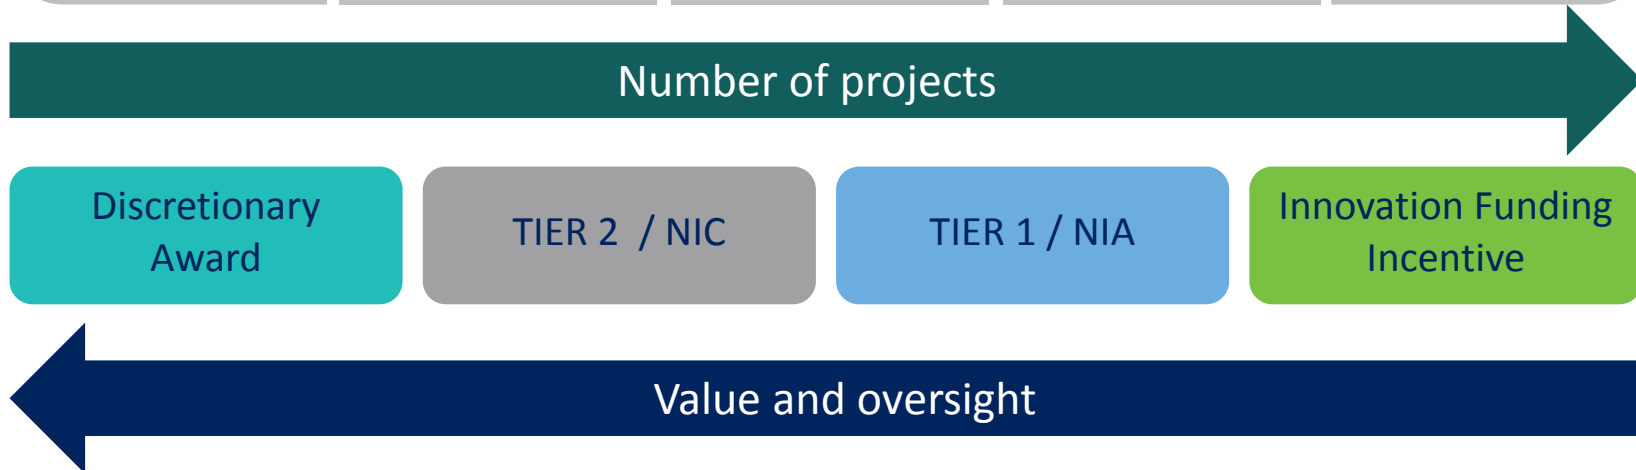 Number of projects
Discretionary
Award
TIER 2 / NIC
TIER 1 / NIA
Innovation Funding
Incentive
Value and oversight